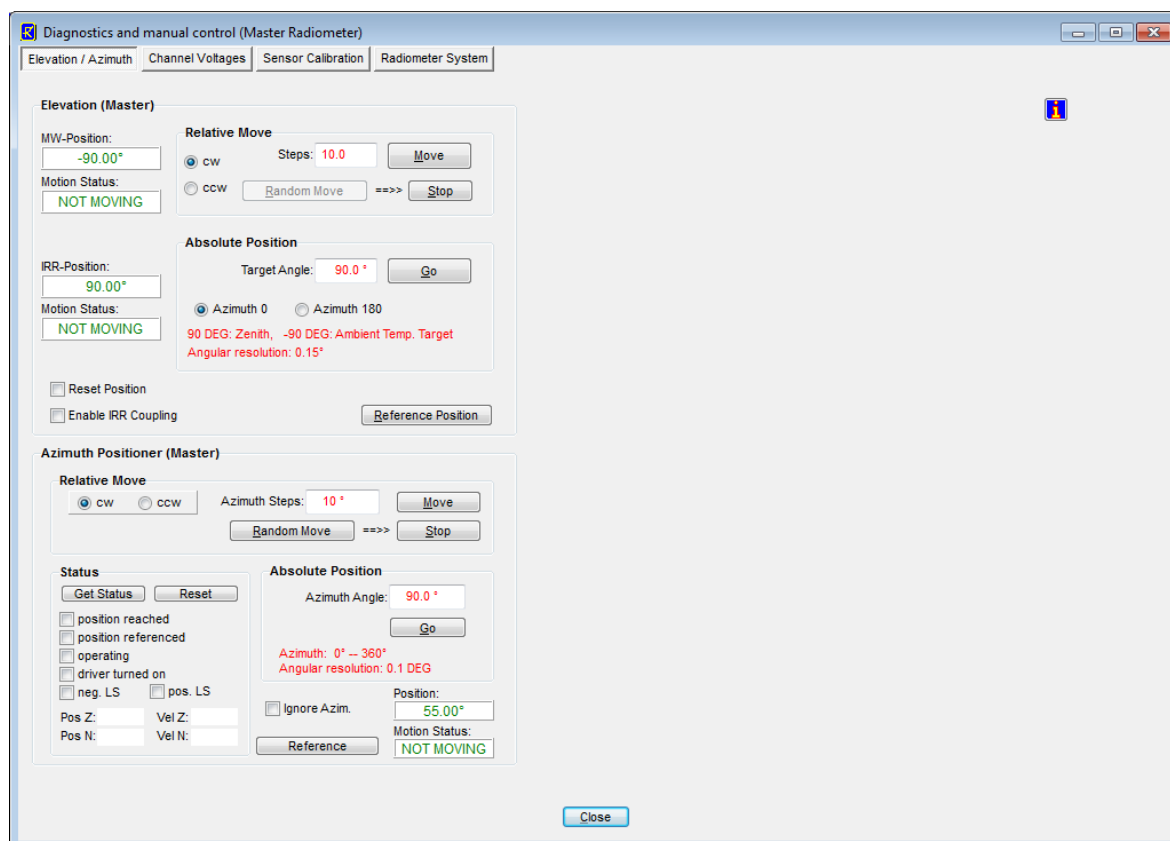 Diagnostics and manual control (Master Radiometer)
Elevation / Azimuth Channel Voltages Sensor Calibration Radiometer System
Elevation (Master)
MW-Position:
-90.00°
Motion Status:
NOT MOVING
Relative Move
cw Steps: 10.0 Move
ccw Random Move ==>> Stop
IRR-Position:
90.00°
Motion Status:
NOT MOVING
Absolute Position
Target Angle: 90.0 ° Go
Azimuth 0 Azimuth 180
90 DEG: Zenith, -90 DEG: Ambient Temp. Target
Angular resolution: 0.15°
Reset Position
Enable IRR Coupling Reference Position
Azimuth Positioner (Master)
Relative Move
cw ccw Azimuth Steps: 10 ° Move
Random Move ==>> Stop
Status
Get Status Reset
position reached
position referenced
operating
driver turned on
neg. LS pos. LS
Pos Z: Vel Z:
Pos N: Vel N:
Absolute Position
Azimuth Angle: 90.0 °
Go
Azimuth: 0° -- 360°
Angular resolution: 0.1 DEG
Ignore Azim.
Reference
Position:
55.00°
Motion Status:
NOT MOVING
Close